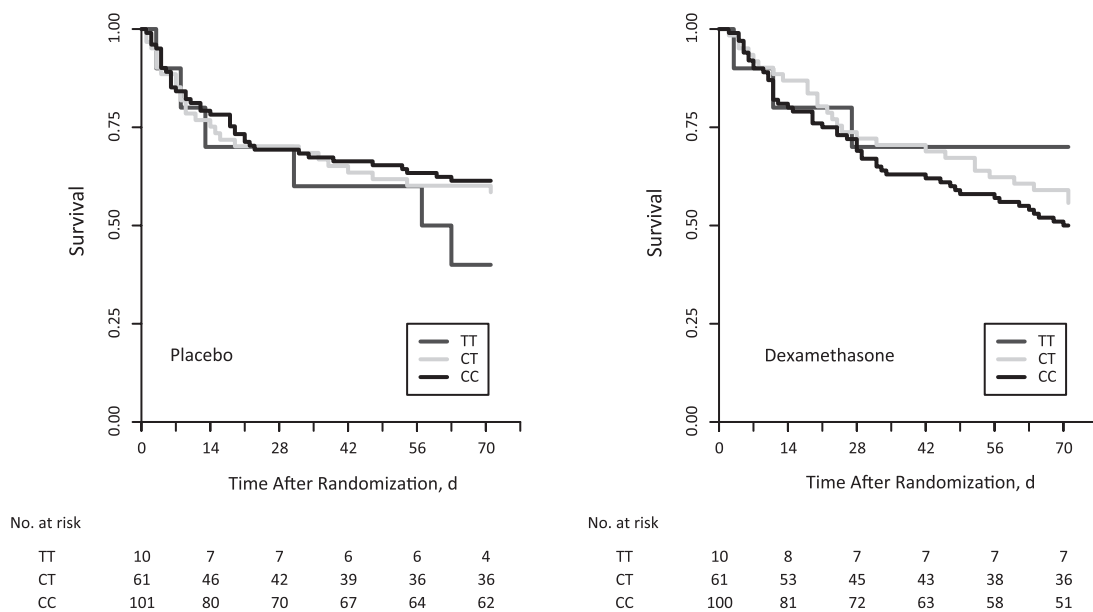 1.00
0.75
0.50
0.25
0.00
Survival
Placebo
TT
CT
CC
0 14 28 42 56 70
Time After Randomization, d
No. at risk
TT 10 7 7 6 6 4
CT 61 46 42 39 36 36
CC 101 80 70 67 64 62
1.00
0.75
0.50
0.25
0.00
Survival
Dexamethasone
TT
CT
CC
0 14 28 42 56 70
Time After Randomization, d
No. at risk
TT 10 8 7 7 7 7
CT 61 53 45 43 38 36
CC 100 81 72 63 58 51